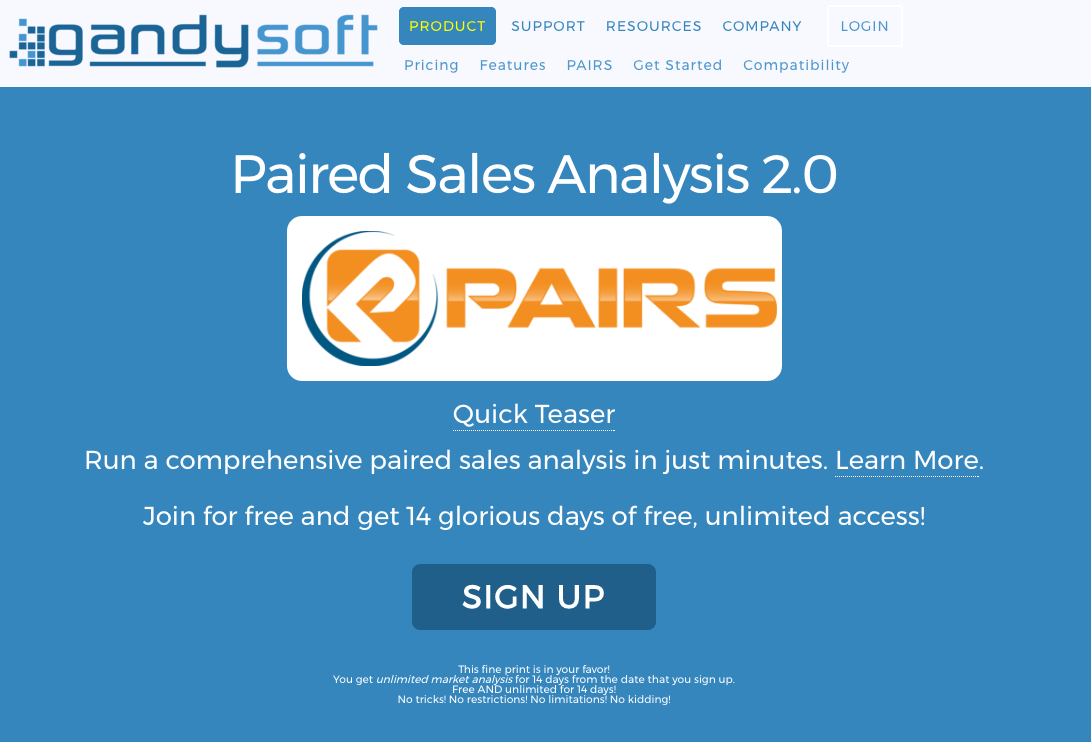 gandysoft
PRODUCT SUPPORT RESOURCES COMPANY LOGIN
Pricing Features PAIRS Get Started Compatibility
Paired Sales Analysis 2.0
PAIRS
Quick Teaser
Run a comprehensive paired sales analysis in just minutes. Learn More.
Join for free and get 14 glorious days of free, unlimited access!
SIGN UP
This fine print is in your favor!
You get unlimited market analysis for 14 days from the date that you sign up.
Free AND unlimited for 14 days!
No tricks! No restrictions! No limitations! No kidding!